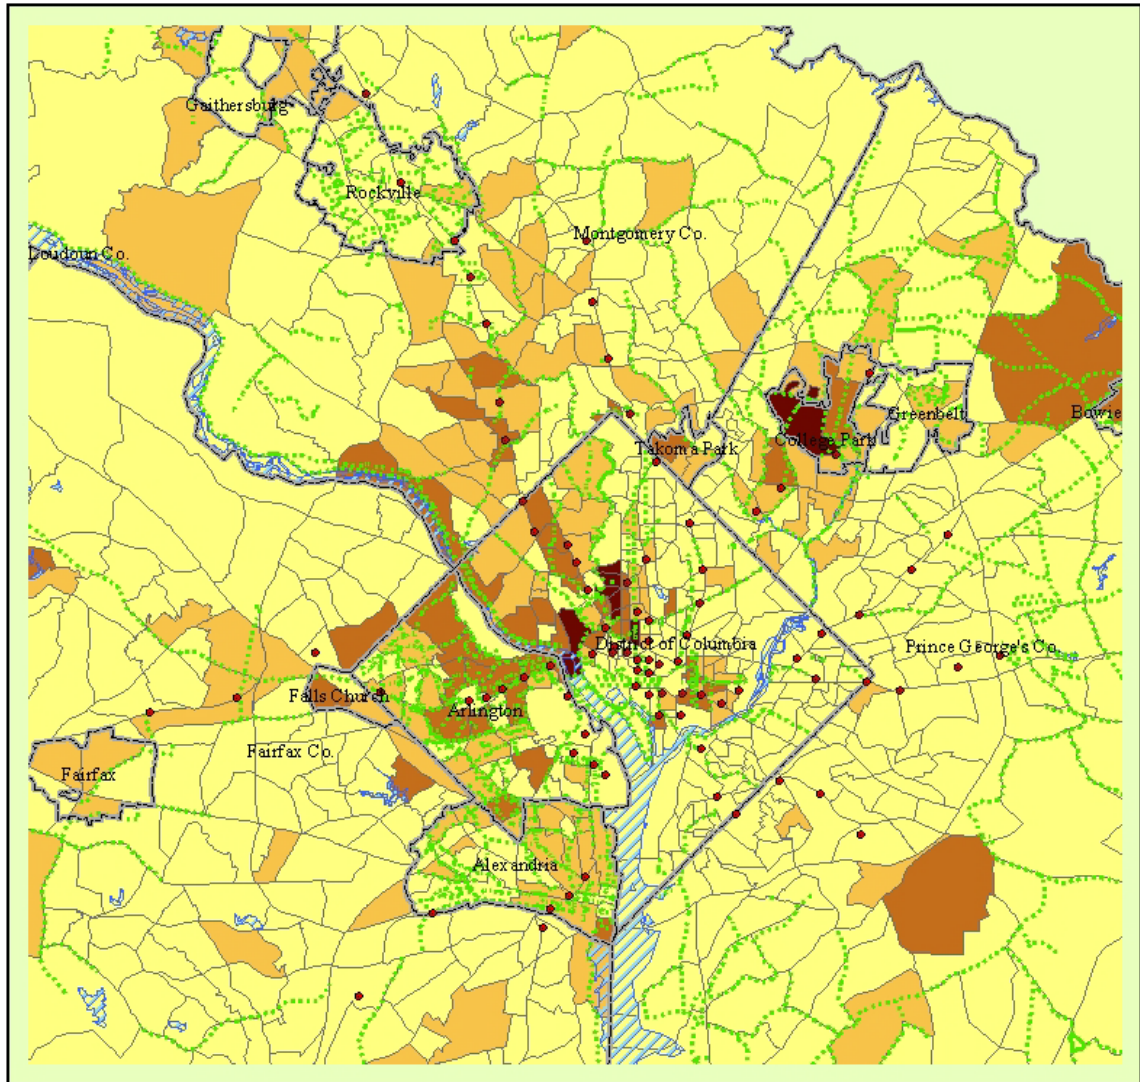 Gaithersburg
Rockville
Montgomery Co.
Loudoun Co.
Greenbelt
Bowie
College Park
Takoma Park
District of Columbia
Prince George's Co.
Falls Church
Arlington
Fairfax Co.
Fairfax
Alexandria